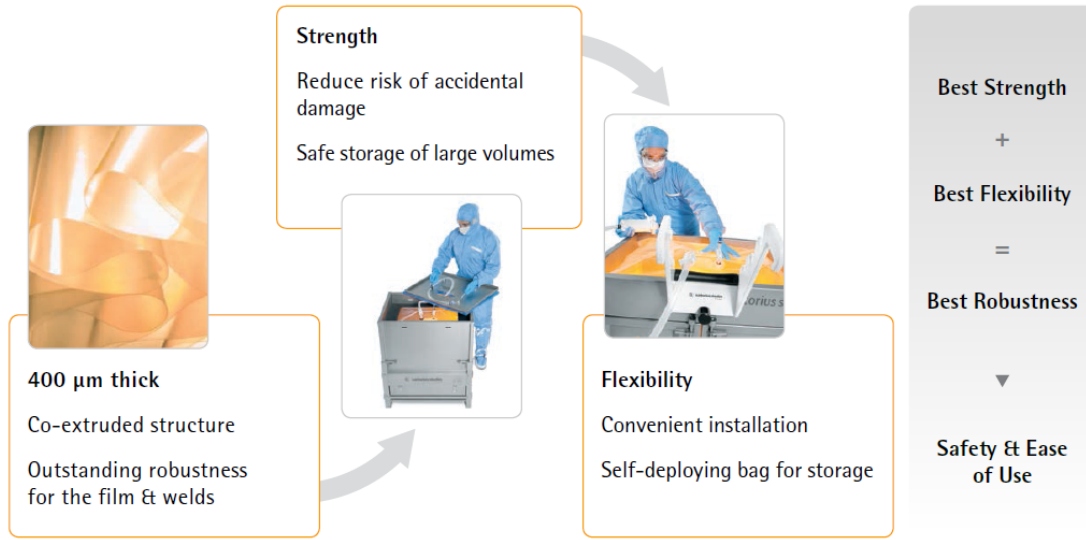 Strength
Reduce risk of accidental
damage
Safe storage of large volumes
400 µm thick
Co-extruded structure
Outstanding robustness
for the film & welds
Flexibility
Convenient installation
Self-deploying bag for storage
Best Strength
+
Best Flexibility
=
Best Robustness
Safety & Ease
of Use